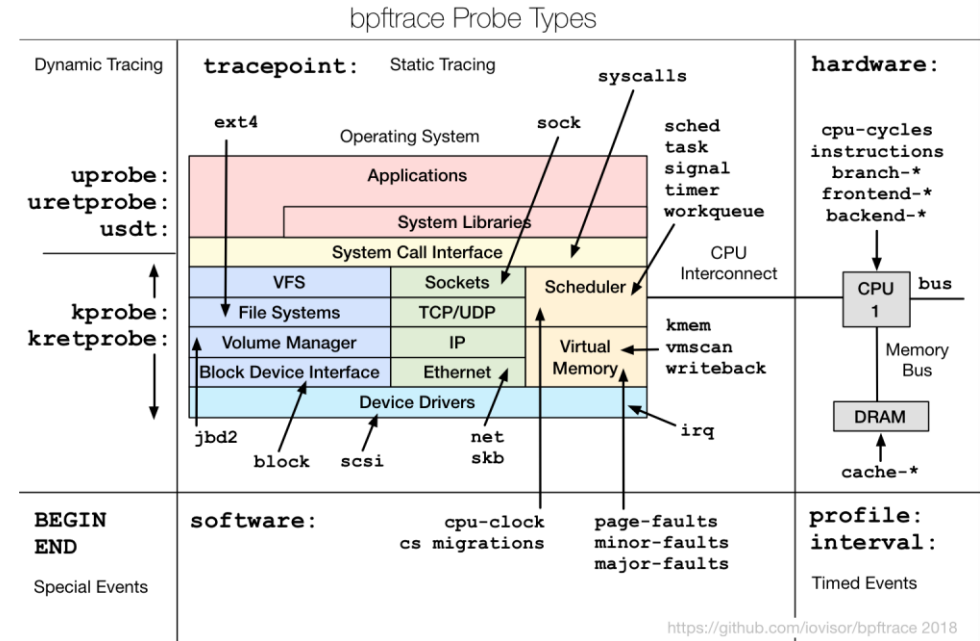 bpftrace Probe Types
Dynamic Tracing
tracepoint: Static Tracing
hardware:
syscalls
ext4
sock
Operating System
sched
task
signal
timer
workqueue
cpu-cycles
instructions
branch-*
frontend-*
backend-*
uprobe:
uretprobe:
usdt:
Applications
System Libraries
System Call Interface
VFS
Sockets
Scheduler
File Systems
TCP/UDP
Volume Manager
IP
Virtual
Memory
Block Device Interface
Ethernet
Device Drivers
kprobe:
kretprobe:
CPU
Interconnect
CPU
1
bus
kmem
vmscan
writeback
Memory
Bus
DRAM
cache-*
jbd2
block
scsi
net
skb
irq
BEGIN
END
Special Events
software:
cpu-clock
cs migrations
page-faults
minor-faults
major-faults
profile:
interval:
Timed Events
https://github.com/iovisor/bpftrace 2018